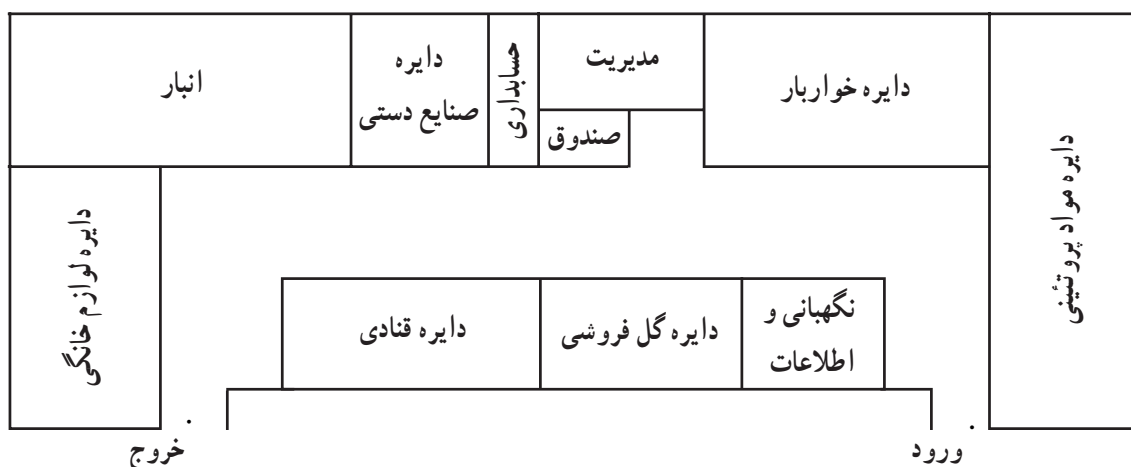 دایره مواد پروتئینی
دایره خواربار
مدیریت
صندوق
حسابداری
دایره
صنایع دستی
انبار
دایره لوازم خانگی
نگهبانی و
اطلاعات
دایره گل فروشی
دایره قنادی
ورود
خروج